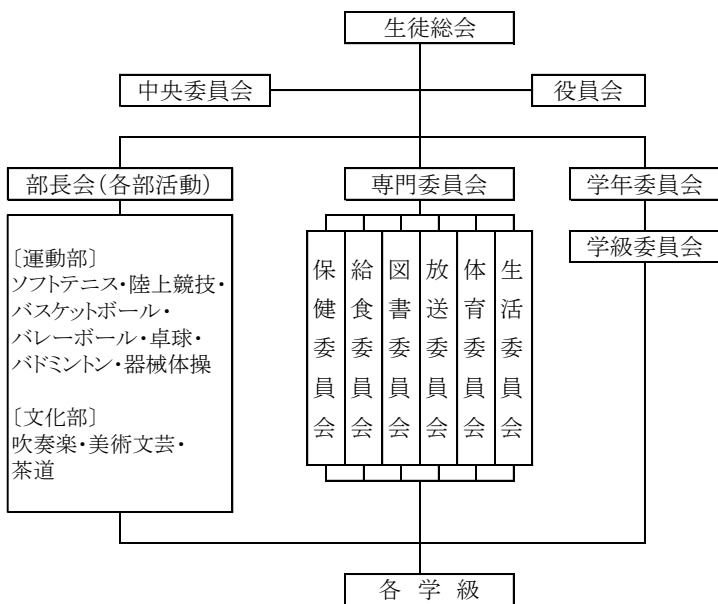 生徒総会
中央委員会
役員会
部長会(各部活動)
専門委員会
学年委員会
学級委員会
〔運動部〕
ソフトテニス・陸上競技・
バスケットボール・
バレーボール・卓球・
バドミントン・器械体操
〔文化部〕
吹奏楽・美術文芸・
茶道
保健委員会
給食委員会
図書委員会
放送委員会
体育委員会
生活委員会
各学級